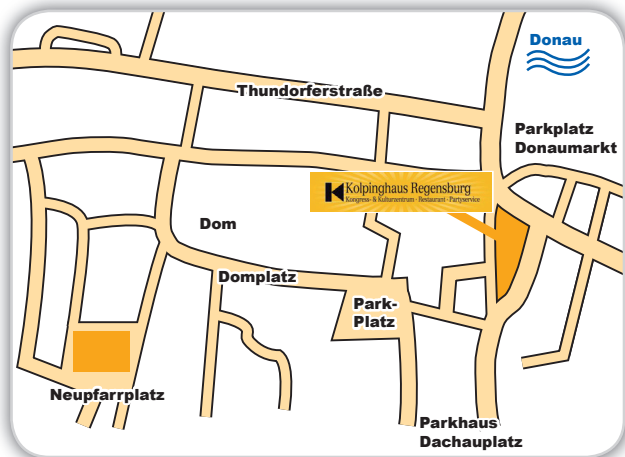 Donau
Thundorferstraße
Parkplatz
Donaumarkt
Kolpinghaus Regensburg
Kongress- & Kulturzentrum · Restaurant · Partyservice
Dom
Domplatz
Park-
Platz
Neupfarrplatz
Parkhaus
Dachauplatz